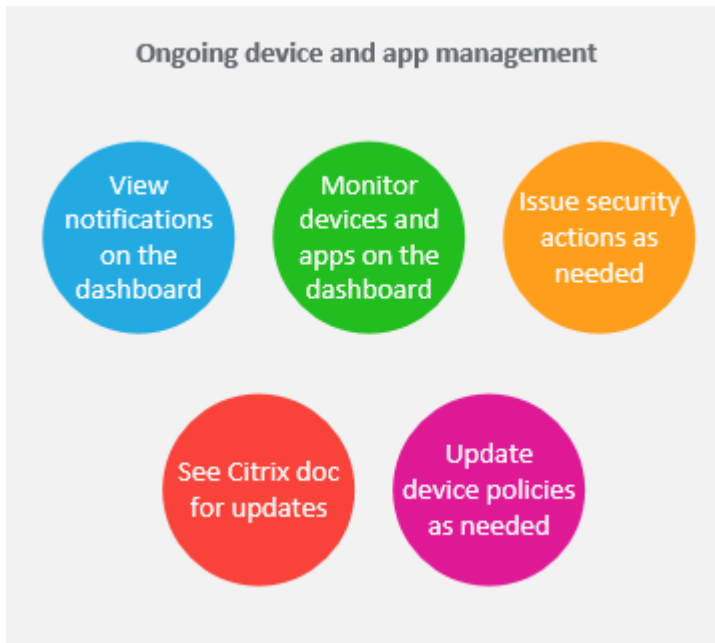 Ongoing device and app management
View
notifications
on the
dashboard
Monitor
devices and
apps on the
dashboard
Issue security
actions as
needed
See Citrix doc
for updates
Update
device policies
as needed